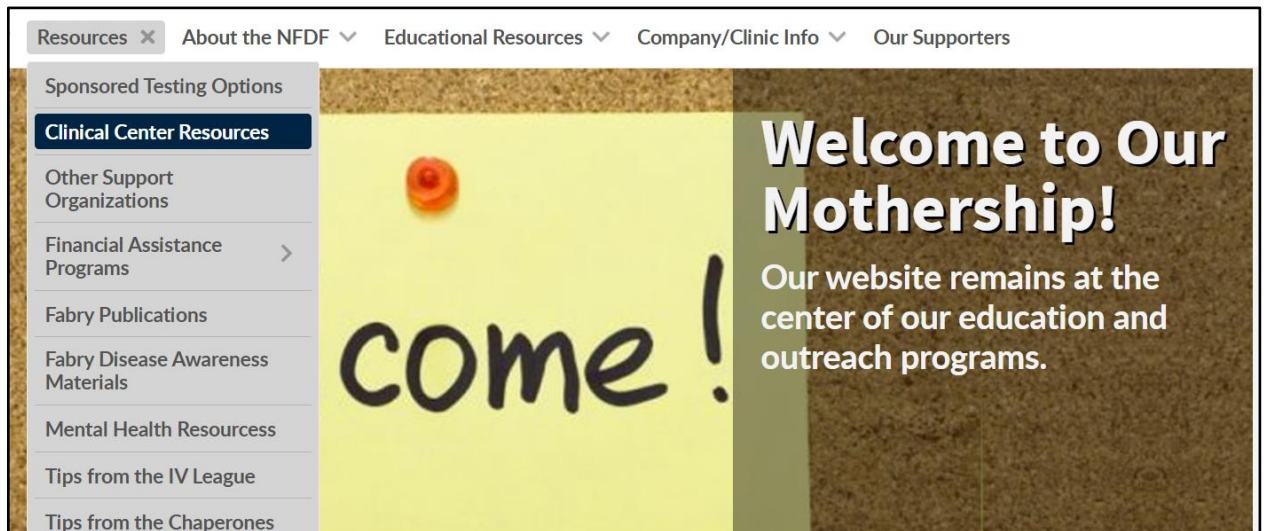 Resources × About the NFDF Educational Resources Company/Clinic Info Our Supporters
Sponsored Testing Options
Clinical Center Resources
Other Support
Organizations
Financial Assistance
Programs
Fabry Publications
Fabry Disease Awareness
Materials
Mental Health Resourcess
Tips from the IV League
Tips from the Chaperones
come!
Welcome to Our
Mothership!
Our website remains at the
center of our education and
outreach programs.